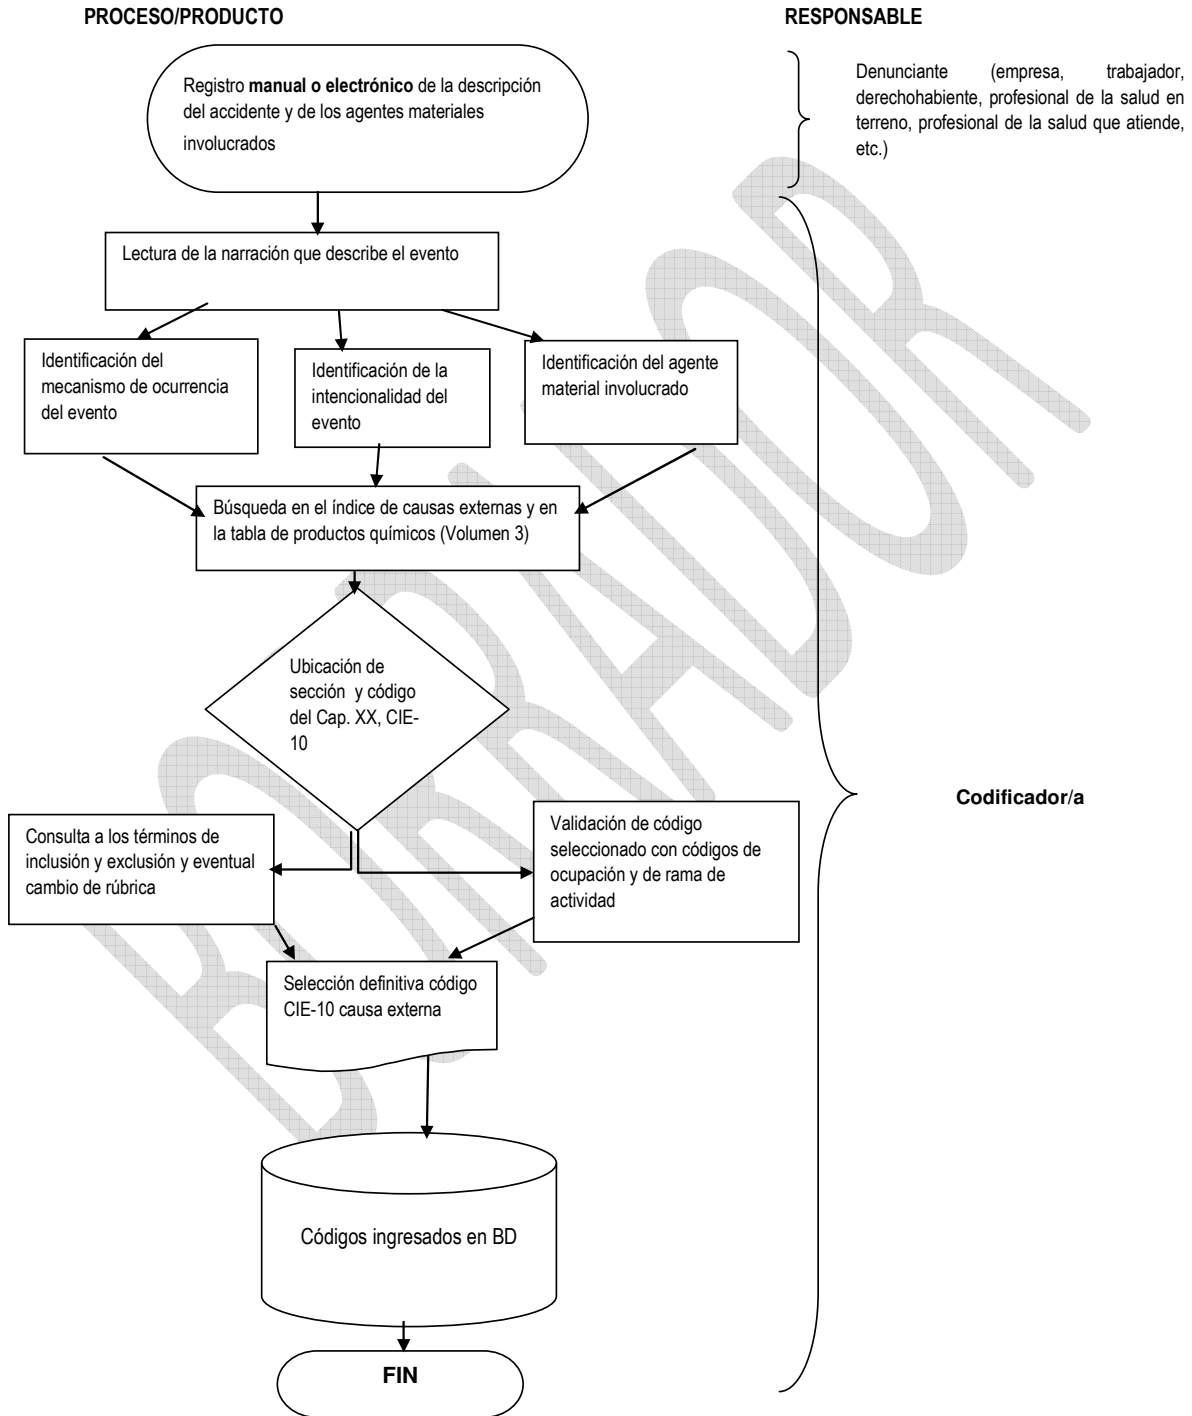 PROCESO/PRODUCTO
RESPONSABLE
Registro manual o electrónico de la descripción
del accidente y de los agentes materiales
involucrados
Denunciante (empresa, trabajador,
derechohabiente, profesional de la salud en
terreno, profesional de la salud que atiende,
etc.)
Lectura de la narración que describe el evento
Identificación del
mecanismo de ocurrencia
del evento
Identificación de la
intencionalidad del
evento
Identificación del agente
material involucrado
Búsqueda en el índice de causas externas y en
la tabla de productos químicos (Volumen 3)
Ubicación de
sección y código
del Cap. XX, CIE-
10
Codificador/a
Consulta a los términos de
inclusión y exclusión y eventual
cambio de rúbrica
Validación de código
seleccionado con códigos de
ocupación y de rama de
actividad
Selección definitiva código
CIE-10 causa externa
Códigos ingresados en BD
FIN
BORRADOR